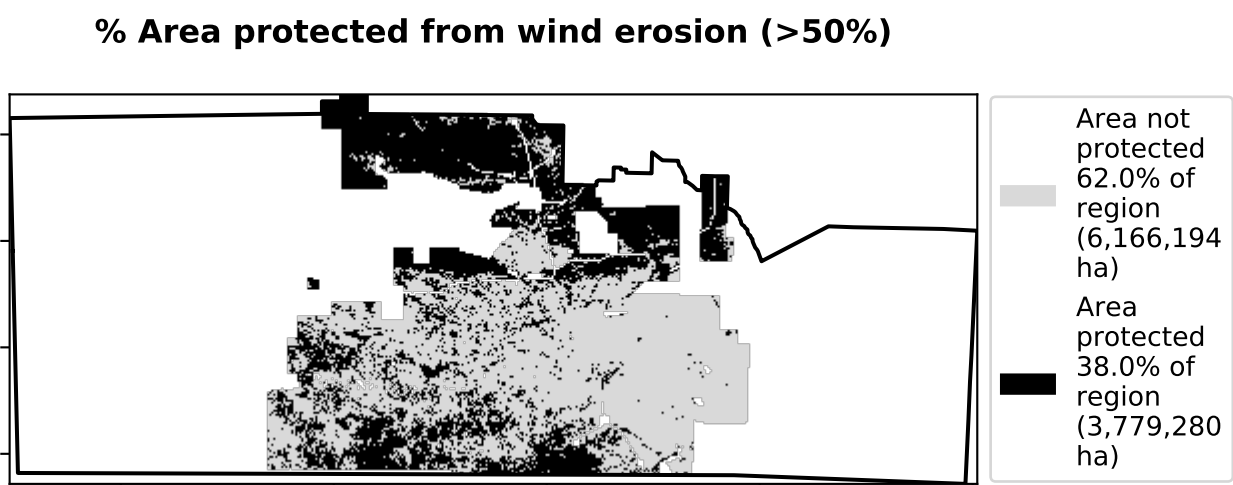 % Area protected from wind erosion (>50%)
Area not
protected
62.0% of
region
(6,166,194
ha)
Area
protected
38.0% of
region
(3,779,280
ha)